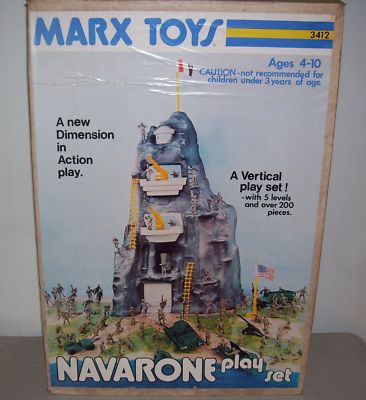 MARX TOYS
3412
Ages 4-10
CAUTION-not recommended for
children under 3 years of age
A new
Dimension
in
Action
play.
A Vertical
play set!
-with 5 levels
and over 200
pieces.
NAVARONE play
set